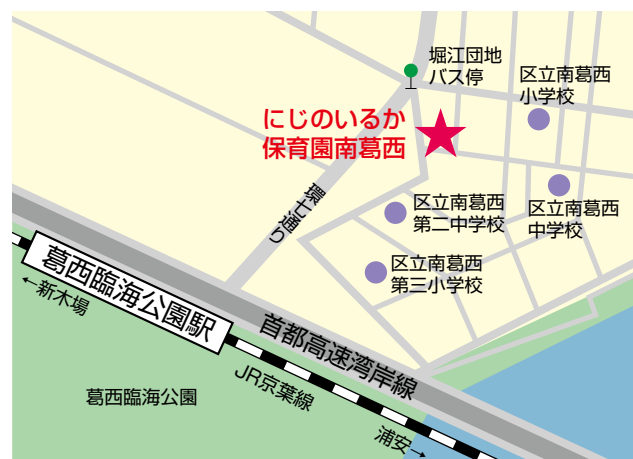 堀江団地
バス停
区立南葛西
小学校
にじのいるか
保育園南葛西
環七通り
区立南葛西
第二中学校
区立南葛西
中学校
区立南葛西
第三小学校
葛西臨海公園駅
←新木場
首都高速湾岸線
JR京葉線
葛西臨海公園
浦安→